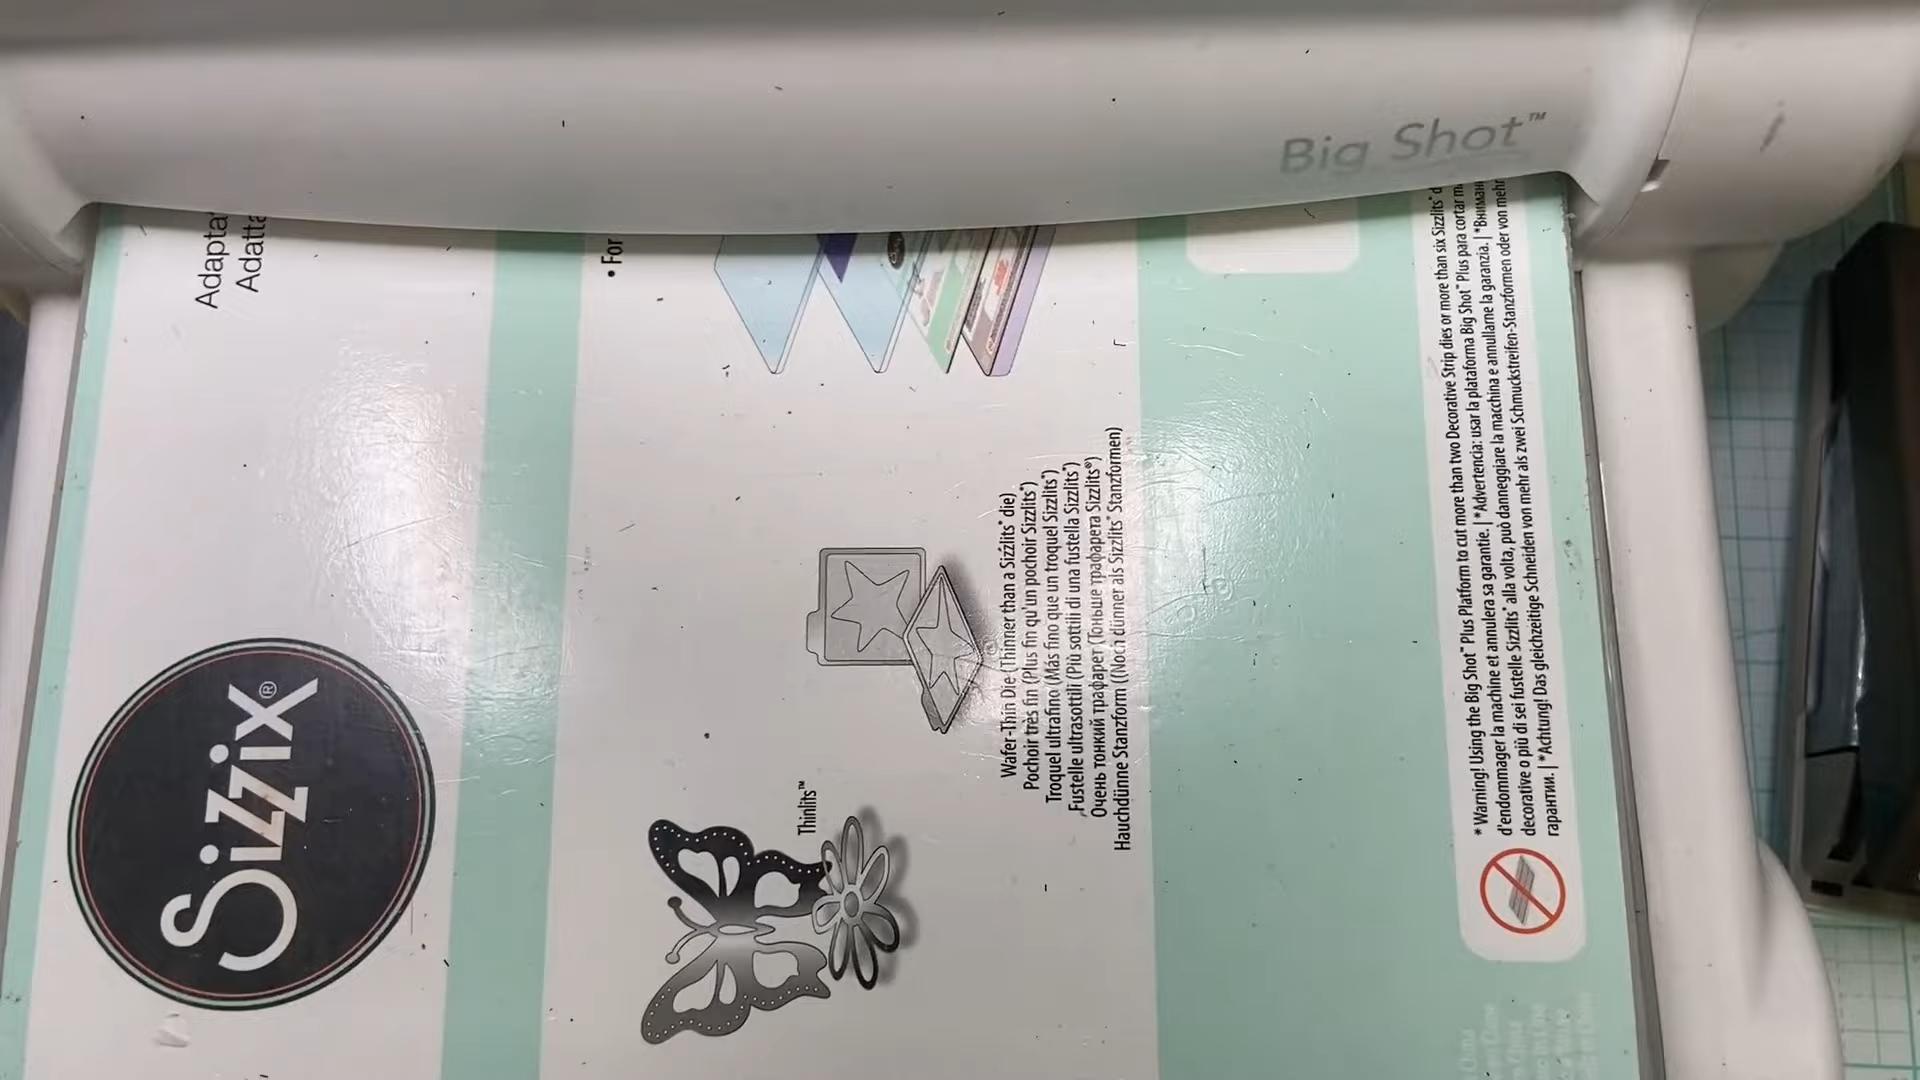 Big Shot™
Adapta
Adatta
Sizzix®
• For
Thinlits™
Wafer-Thin Die (Thinner than a Sizzlits® die)
Pochoir très fin (Plus fin qu'un pochoir Sizzlits®)
Troquel ultrafino (Más fino que un troquel Sizzlits®)
Fustelle ultrasottili (Più sottili di una fustella Sizzlits®)
Очень тонкий трафарет (Тоньше трафарета Sizzlits®)
Hauchdünne Stanzform ((Noch dünner als Sizzlits® Stanzformen)
* Warning! Using the Big Shot™ Plus Platform to cut more than two Decorative Strip dies or more than six Sizzlits® d
d'endommager la machine et annulera sa garantie. | *Advertencia: usar la plataforma Big Shot™ Plus para cortar m
decorative o più di sei fustelle Sizzlits® alla volta, può danneggiare la macchina e annullarne la garanzia. | *Вниман
рантии. | *Achtung! Das gleichzeitige Schneiden von mehr als zwei Schmuckstreifen-Stanzformen oder von mehr